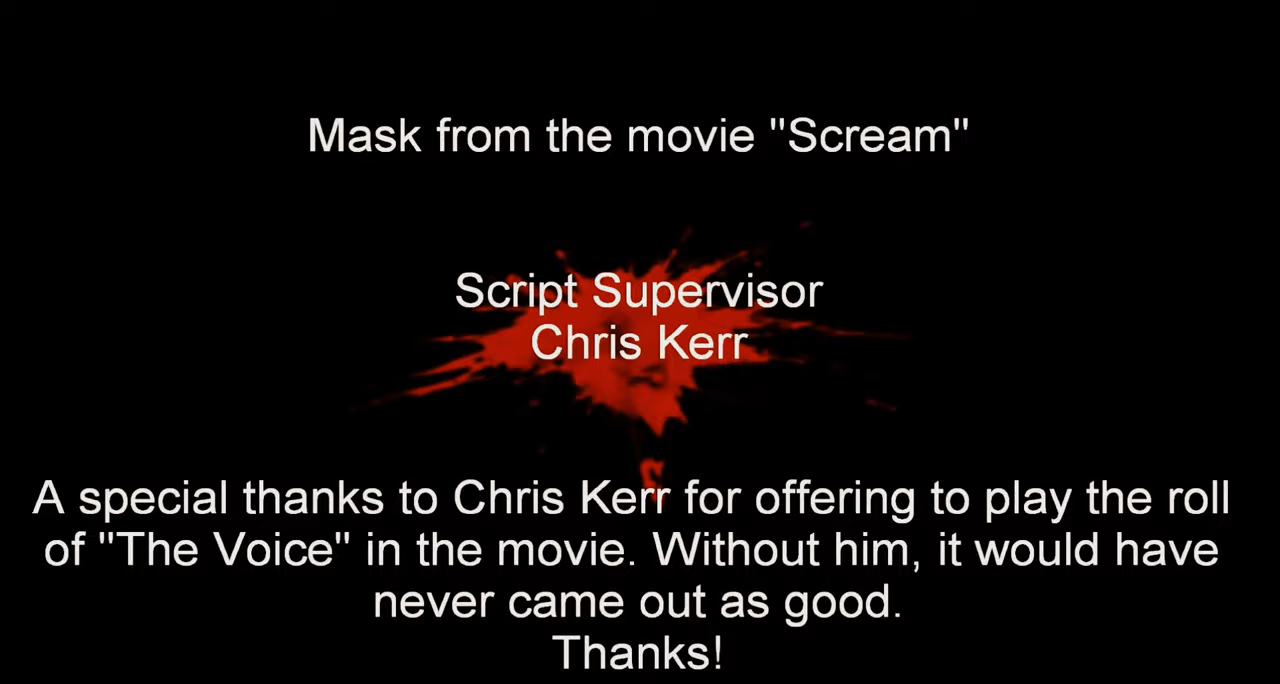 Mask from the movie "Scream"
Script Supervisor
Chris Kerr
A special thanks to Chris Kerr for offering to play the roll
of "The Voice" in the movie. Without him, it would have
never came out as good.
Thanks!